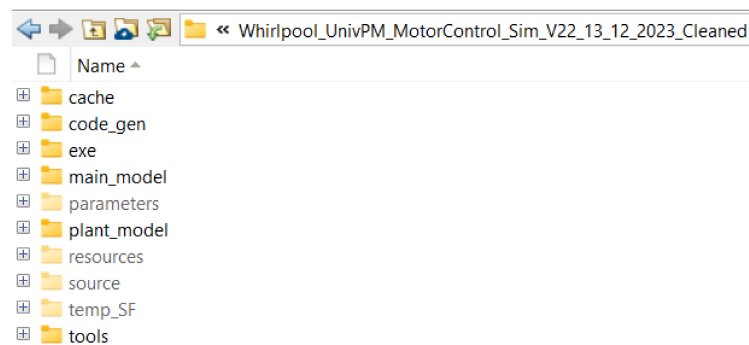 « Whirlpool_UnivPM_MotorControl_Sim_V22_13_12_2023_Cleaned
Name
cache
code_gen
exe
main_model
parameters
plant_model
resources
source
temp_SF
tools